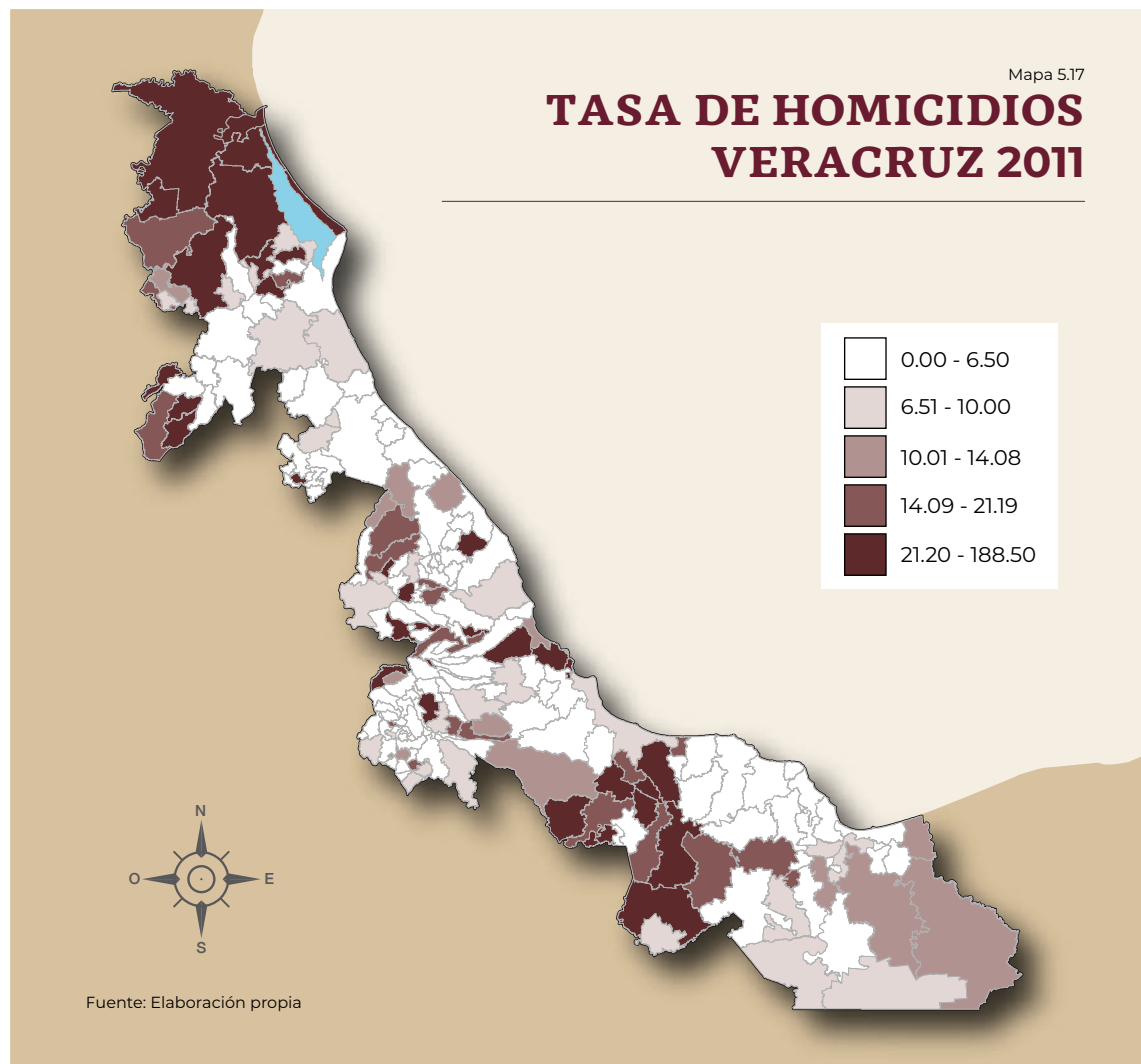 Mapa 5.17
TASA DE HOMICIDIOS
VERACRUZ 2011
0.00 - 6.50
6.51 - 10.00
10.01 - 14.08
14.09 - 21.19
21.20 - 188.50
N
O
E
S
Fuente: Elaboración propia